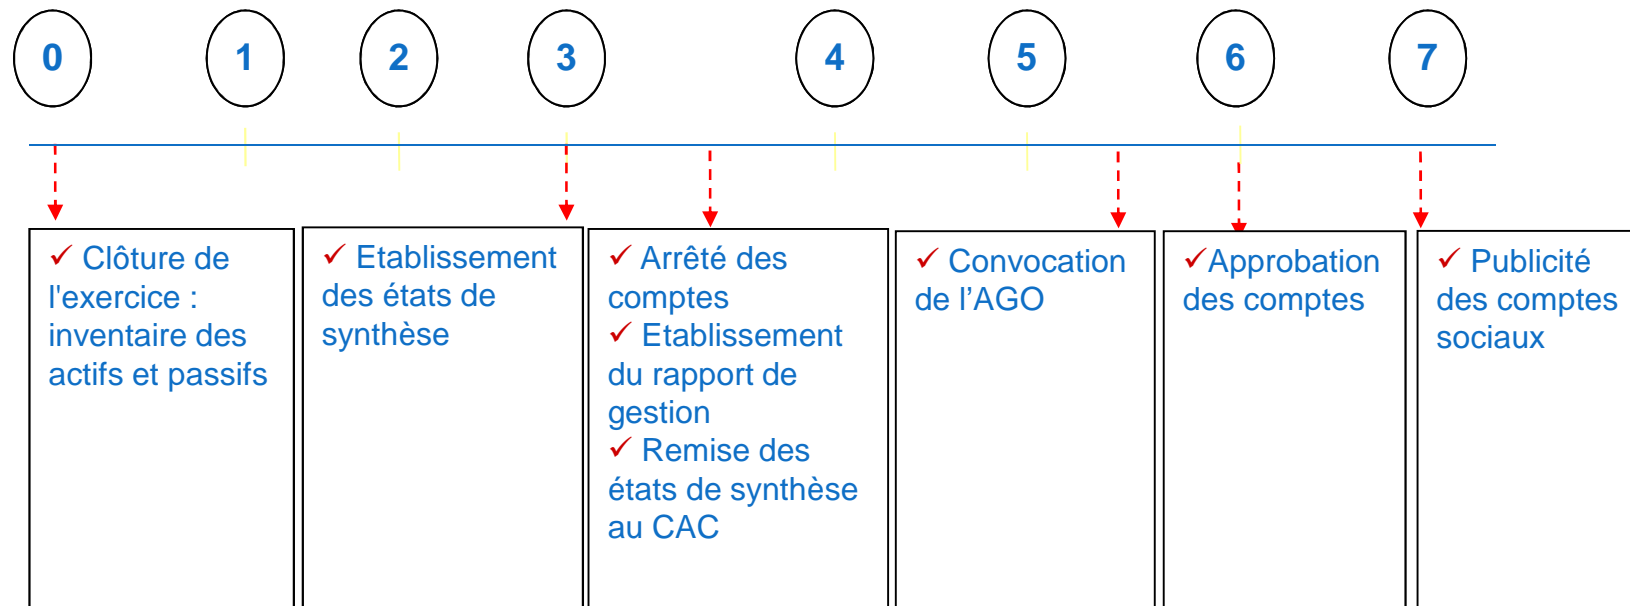 0 1 2 3 4 5 6 7
✓ Clôture de
l'exercice :
inventaire des
actifs et passifs
✓ Etablissement
des états de
synthèse
✓ Arrêté des
comptes
✓ Etablissement
du rapport de
gestion
✓ Remise des
états de synthèse
au CAC
✓ Convocation
de l’AGO
✓Approbation
des comptes
✓ Publicité
des comptes
sociaux